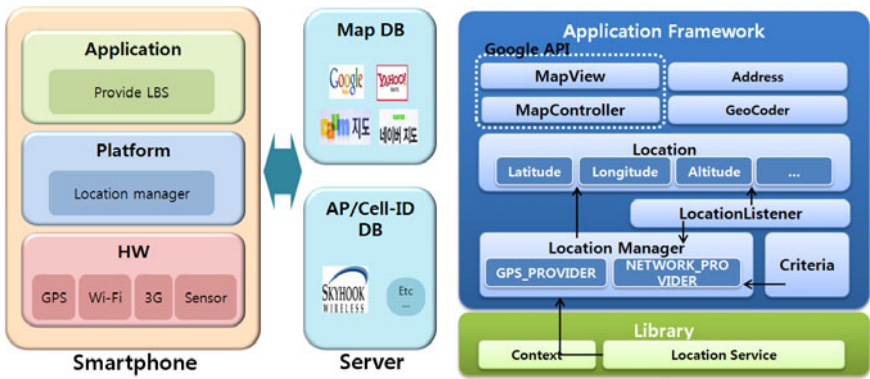 Application
Provide LBS
Platform
Location manager
HW
GPS
Wi-Fi
3G
Sensor
Smartphone
Map DB
Google
YAHOO!
Daum 지도
네이버 지도
AP/Cell-ID
DB
SKYHOOK
WIRELESS
Etc
...
Server
Application Framework
Google API
MapView
Address
MapController
GeoCoder
Location
Latitude
Longitude
Altitude
...
LocationListener
Location Manager
GPS_PROVIDER
NETWORK_PRO
VIDER
Criteria
Library
Context
Location Service